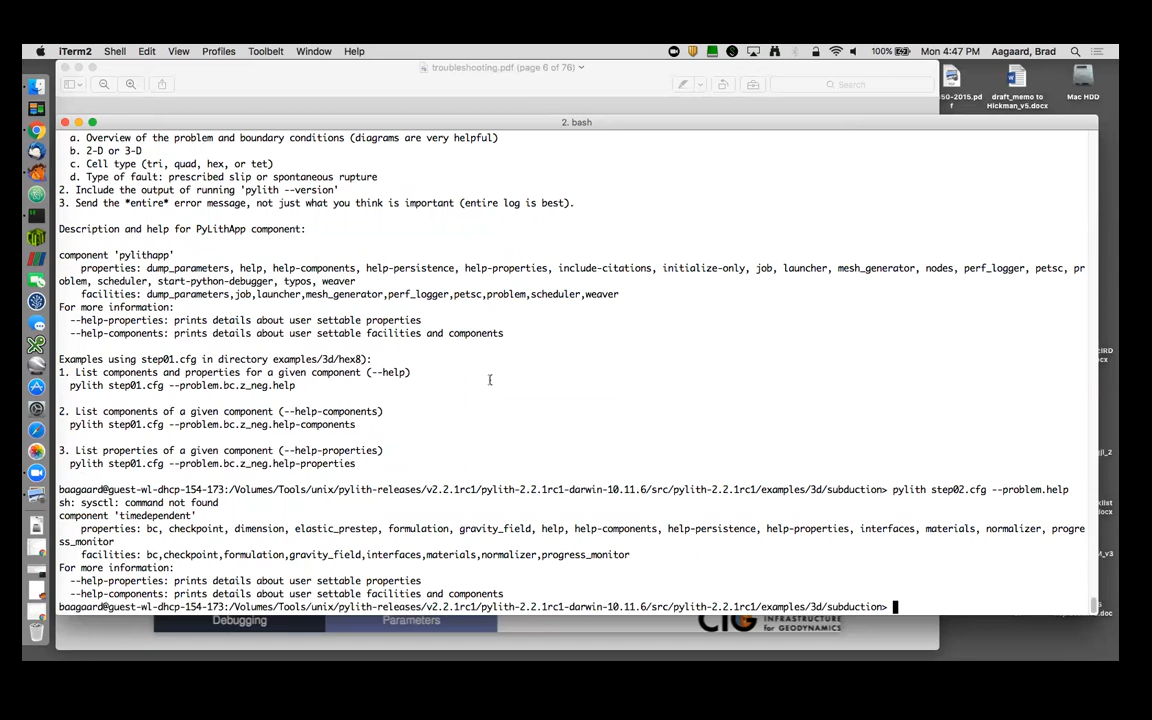 iTerm2 Shell Edit View Profiles Toolbelt Window Help 100% Mon 4:47 PM Aagaard, Brad
troubleshooting.pdf (page 6 of 76)
Search
50-2015.pd
f
draft_memo to
Hickman_v5.docx
Mac HDD
2. bash
a. Overview of the problem and boundary conditions (diagrams are very helpful)
b. 2-D or 3-D
c. Cell type (tri, quad, hex, or tet)
d. Type of fault: prescribed slip or spontaneous rupture
2. Include the output of running 'pylith --version'
3. Send the *entire* error message, not just what you think is important (entire log is best).
Description and help for PyLithApp component:
component 'pylithapp'
properties: dump_parameters, help, help-components, help-persistence, help-properties, include-citations, initialize-only, job, launcher, mesh_generator, nodes, perf_logger, petsc, pr
oblem, scheduler, start-python-debugger, typos, weaver
facilities: dump_parameters,job,launcher,mesh_generator,perf_logger,petsc,problem,scheduler,weaver
For more information:
--help-properties: prints details about user settable properties
--help-components: prints details about user settable facilities and components
Examples using step01.cfg in directory examples/3d/hex8):
1. List components and properties for a given component (--help)
pylith step01.cfg --problem.bc.z_neg.help
2. List components of a given component (--help-components)
pylith step01.cfg --problem.bc.z_neg.help-components
3. List properties of a given component (--help-properties)
pylith step01.cfg --problem.bc.z_neg.help-properties
baagaard@guest-wl-dhcp-154-173:/Volumes/Tools/unix/pylith-releases/v2.2.1rc1/pylith-2.2.1rc1-darwin-10.11.6/src/pylith-2.2.1rc1/examples/3d/subduction> pylith step02.cfg --problem.help
sh: sysctl: command not found
component 'timedependent'
properties: bc, checkpoint, dimension, elastic_prestep, formulation, gravity_field, help, help-components, help-persistence, help-properties, interfaces, materials, normalizer, progre
ss_monitor
facilities: bc,checkpoint,formulation,gravity_field,interfaces,materials,normalizer,progress_monitor
For more information:
--help-properties: prints details about user settable properties
--help-components: prints details about user settable facilities and components
baagaard@guest-wl-dhcp-154-173:/Volumes/Tools/unix/pylith-releases/v2.2.1rc1/pylith-2.2.1rc1-darwin-10.11.6/src/pylith-2.2.1rc1/examples/3d/subduction>
Debugging Parameters
CIG INFRASTRUCTURE
for GEODYNAMICS